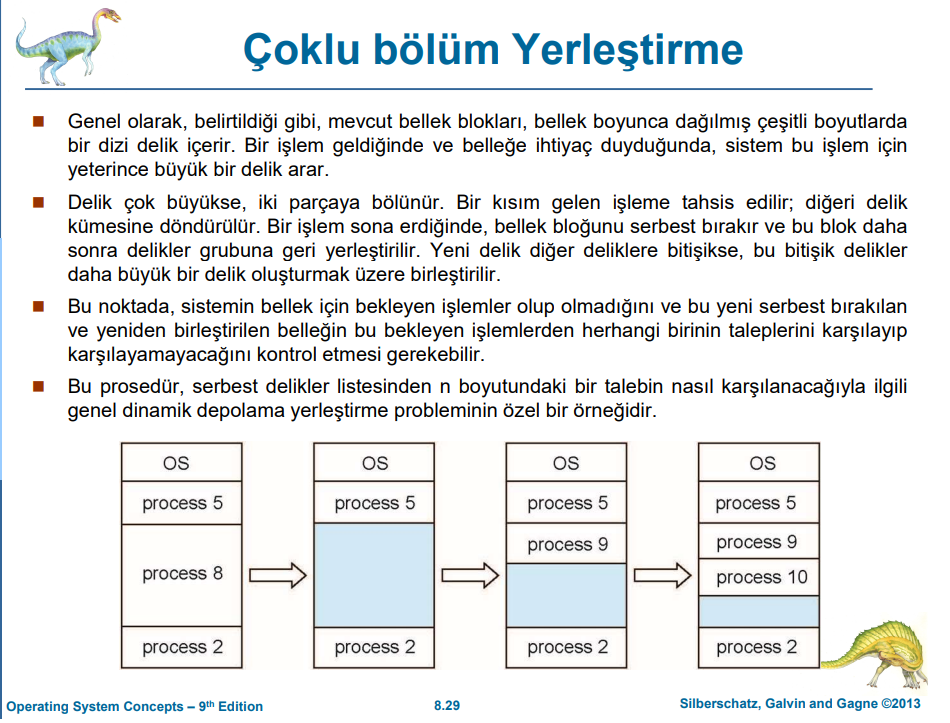 Çoklu bölüm Yerleştirme
Genel olarak, belirtildiği gibi, mevcut bellek blokları, bellek boyunca dağılmış çeşitli boyutlarda
bir dizi delik içerir. Bir işlem geldiğinde ve belleğe ihtiyaç duyduğunda, sistem bu işlem için
yeterince büyük bir delik arar.
Delik çok büyükse, iki parçaya bölünür. Bir kısım gelen işleme tahsis edilir; diğeri delik
kümesine döndürülür. Bir işlem sona erdiğinde, bellek bloğunu serbest bırakır ve bu blok daha
sonra delikler grubuna geri yerleştirilir. Yeni delik diğer deliklere bitişikse, bu bitişik delikler
daha büyük bir delik oluşturmak üzere birleştirilir.
Bu noktada, sistemin bellek için bekleyen işlemler olup olmadığını ve bu yeni serbest bırakılan
ve yeniden birleştirilen belleğin bu bekleyen işlemlerden herhangi birinin taleplerini karşılayıp
karşılayamayacağını kontrol etmesi gerekebilir.
Bu prosedür, serbest delikler listesinden n boyutundaki bir talebin nasıl karşılanacağıyla ilgili
genel dinamik depolama yerleştirme probleminin özel bir örneğidir.
OS
process 5
process 8
process 2
OS
process 5
process 2
OS
process 5
process 9
process 2
OS
process 5
process 9
process 10
process 2
Operating System Concepts – 9th Edition
8.29
Silberschatz, Galvin and Gagne ©2013